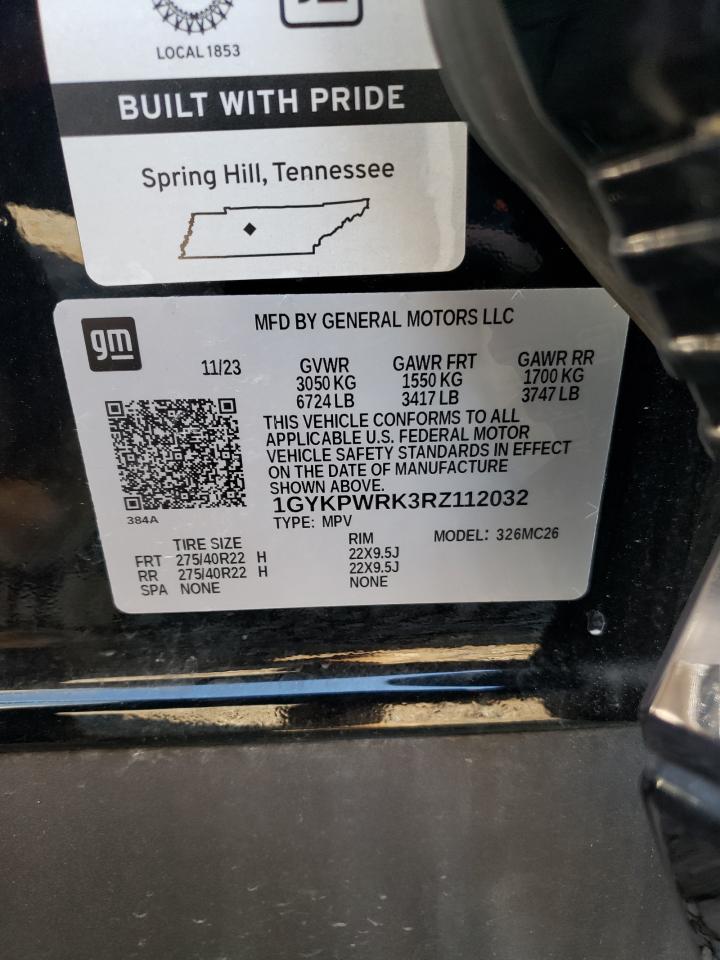 LOCAL 1853
BUILT WITH PRIDE
Spring Hill, Tennessee
gm
MFD BY GENERAL MOTORS LLC
11/23 GVWR GAWR FRT GAWR RR
3050 KG 1550 KG 1700 KG
6724 LB 3417 LB 3747 LB
THIS VEHICLE CONFORMS TO ALL
APPLICABLE U.S. FEDERAL MOTOR
VEHICLE SAFETY STANDARDS IN EFFECT
ON THE DATE OF MANUFACTURE
SHOWN ABOVE.
1GYKPWRK3RZ112032
384A
TYPE: MPV
TIRE SIZE RIM MODEL: 326MC26
FRT 275/40R22 H 22X9.5J
RR 275/40R22 H 22X9.5J
SPA NONE NONE